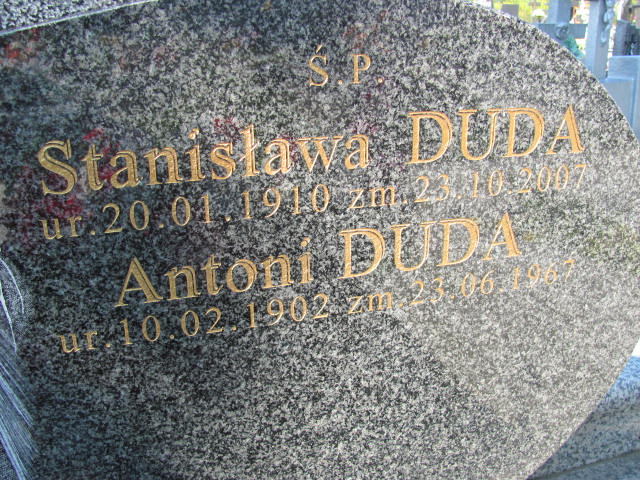 Ś.P.
Stanisława DUDA
ur.20.01.1910 zm.23.10.2007
Antoni DUDA
ur.10.02.1902 zm.23.06.1967